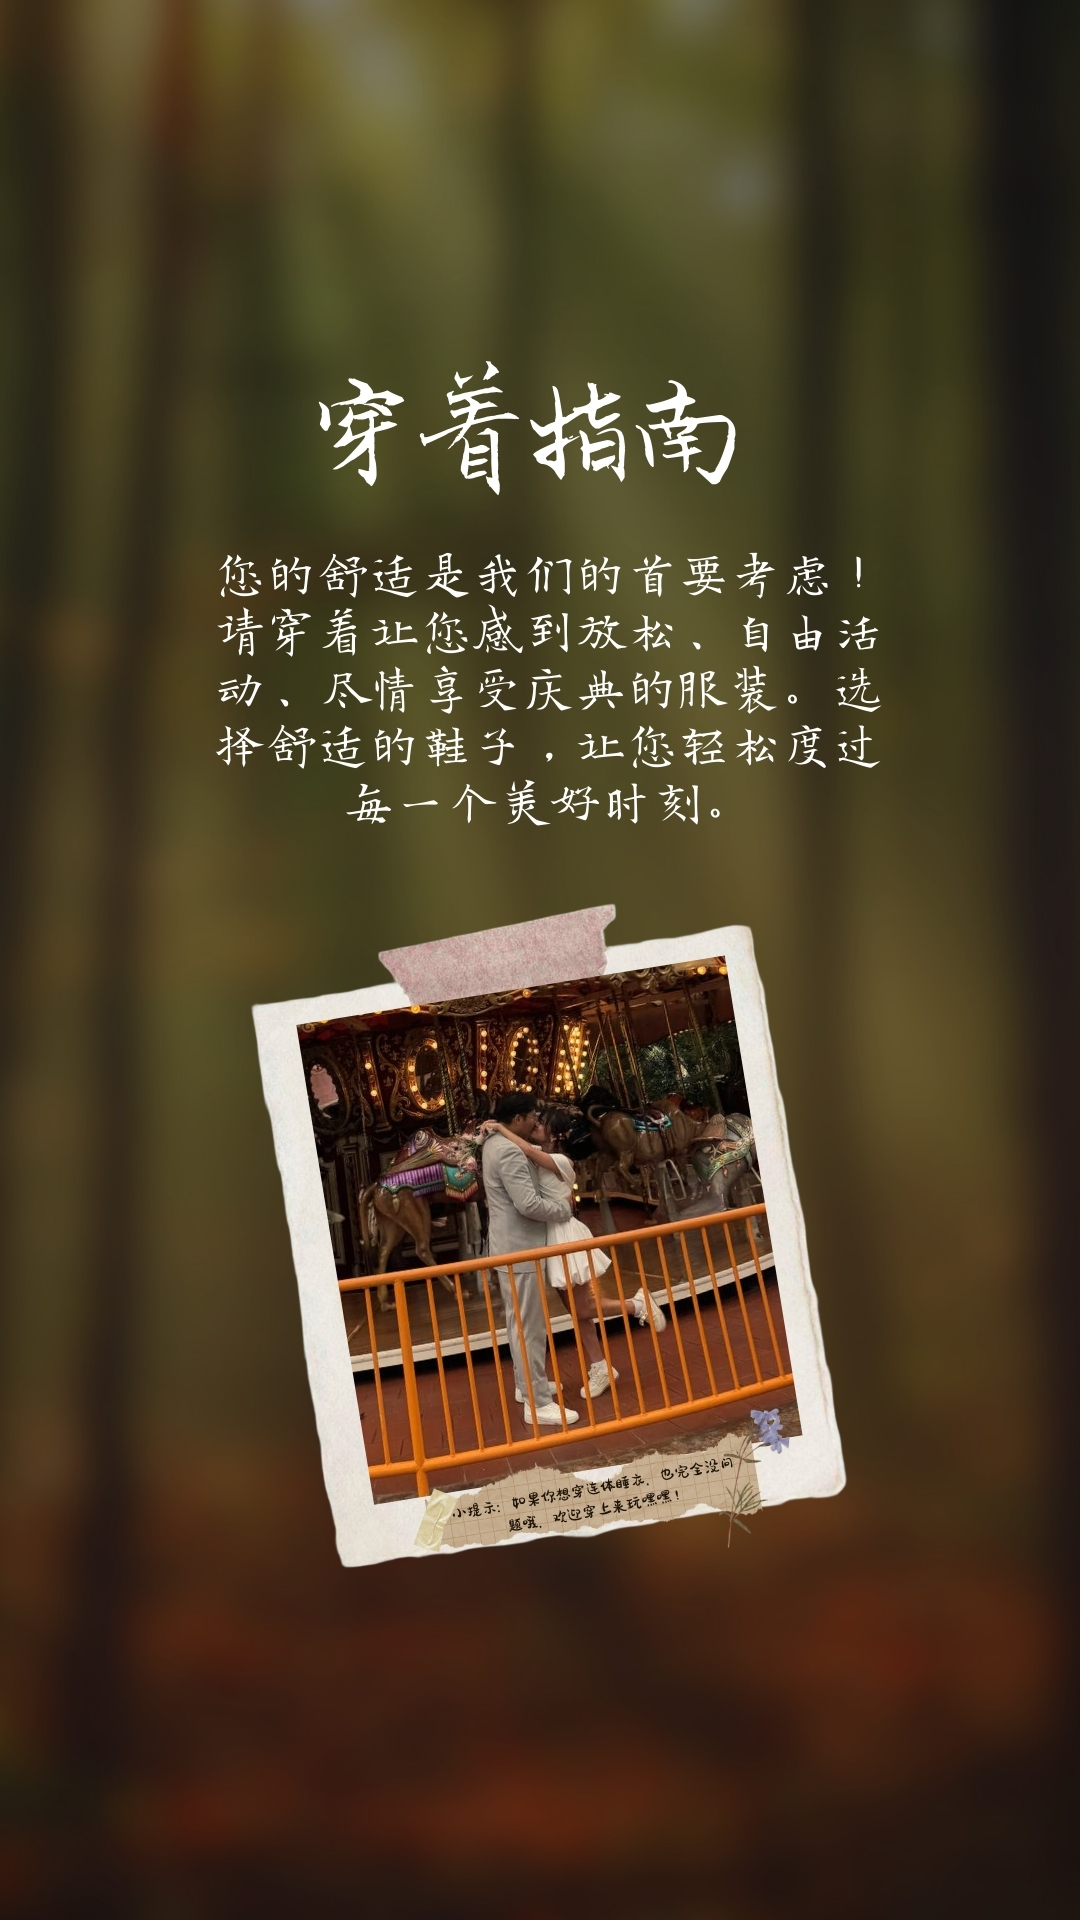 穿着指南
您的舒适是我们的首要考虑！
请穿着让您感到放松、自由活
动、尽情享受庆典的服装。选
择舒适的鞋子，让您轻松度过
每一个美好时刻。
小提示：如果你想穿连体睡衣，也完全没问
题哦，欢迎穿上来玩嘿嘿！